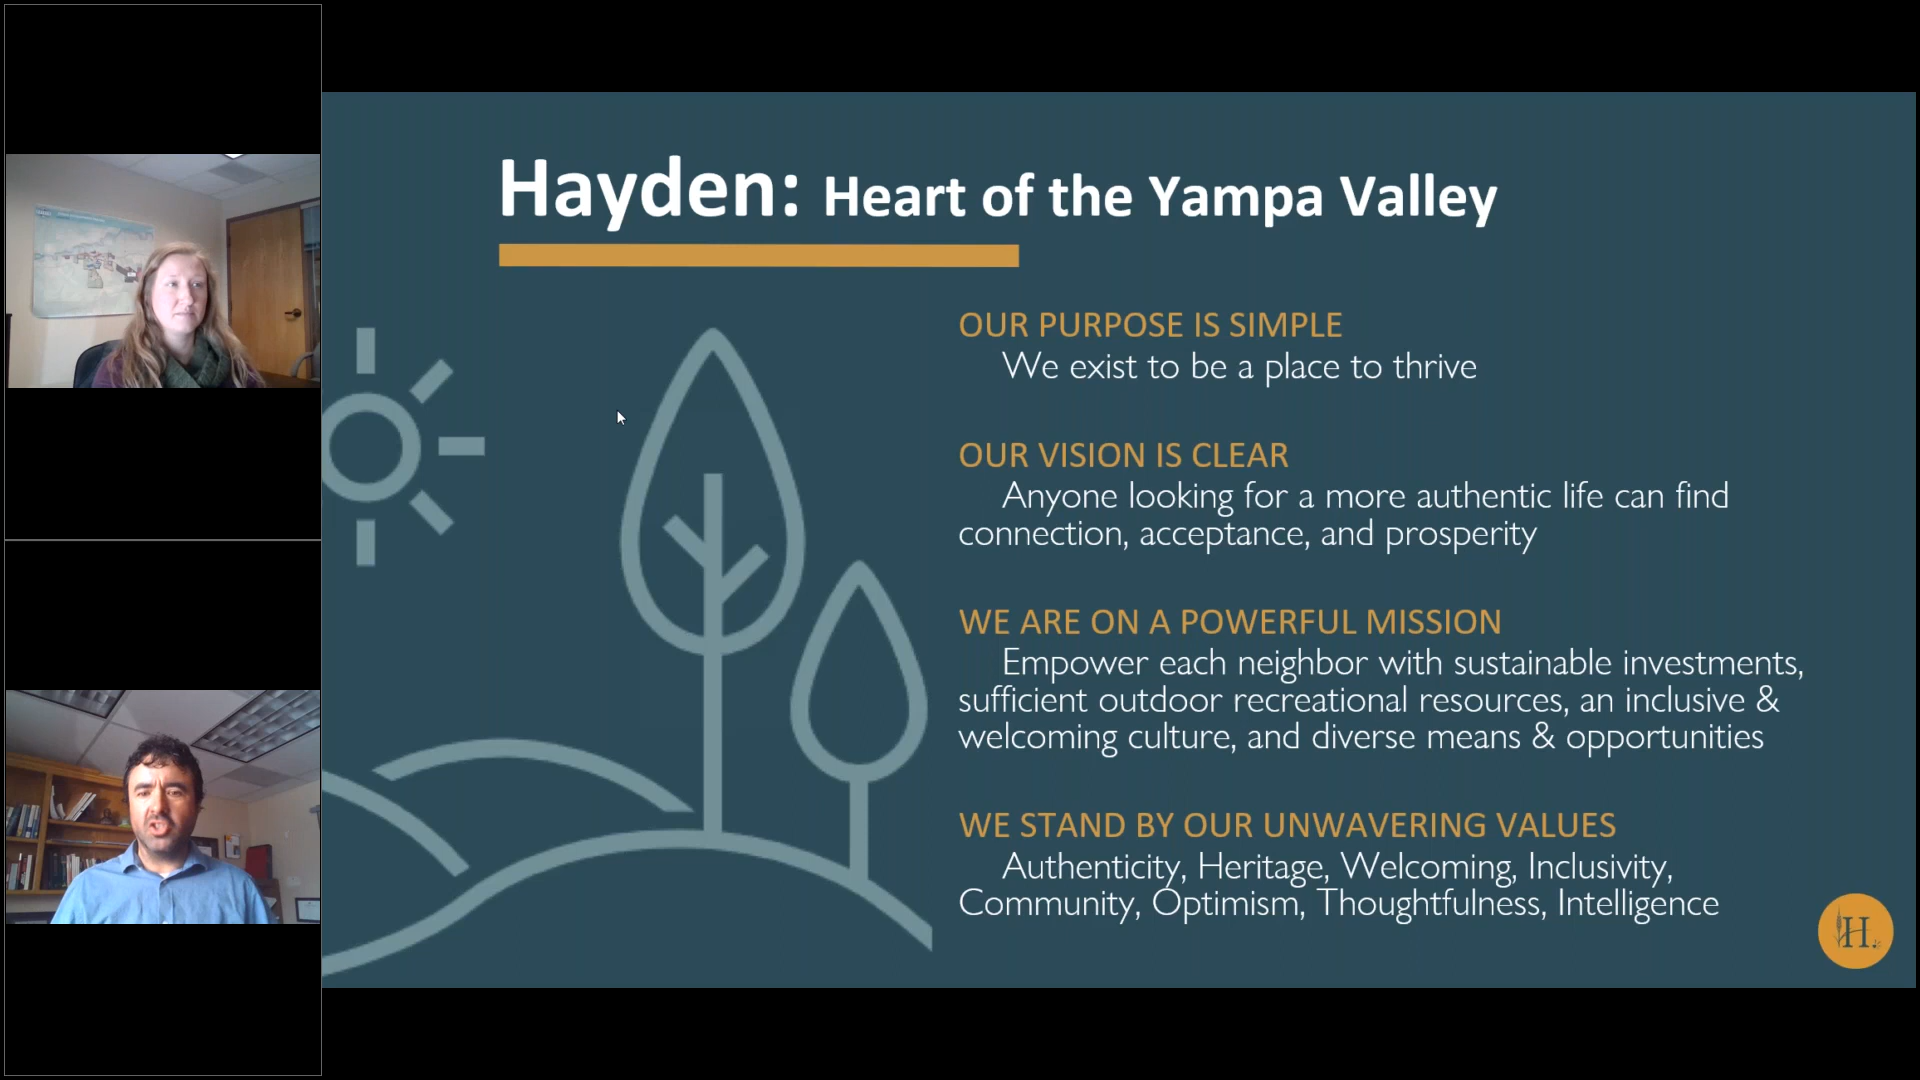 Hayden: Heart of the Yampa Valley
OUR PURPOSE IS SIMPLE
We exist to be a place to thrive
OUR VISION IS CLEAR
Anyone looking for a more authentic life can find
connection, acceptance, and prosperity
WE ARE ON A POWERFUL MISSION
Empower each neighbor with sustainable investments,
sufficient outdoor recreational resources, an inclusive &
welcoming culture, and diverse means & opportunities
WE STAND BY OUR UNWAVERING VALUES
Authenticity, Heritage, Welcoming, Inclusivity,
Community, Optimism, Thoughtfulness, Intelligence
H.